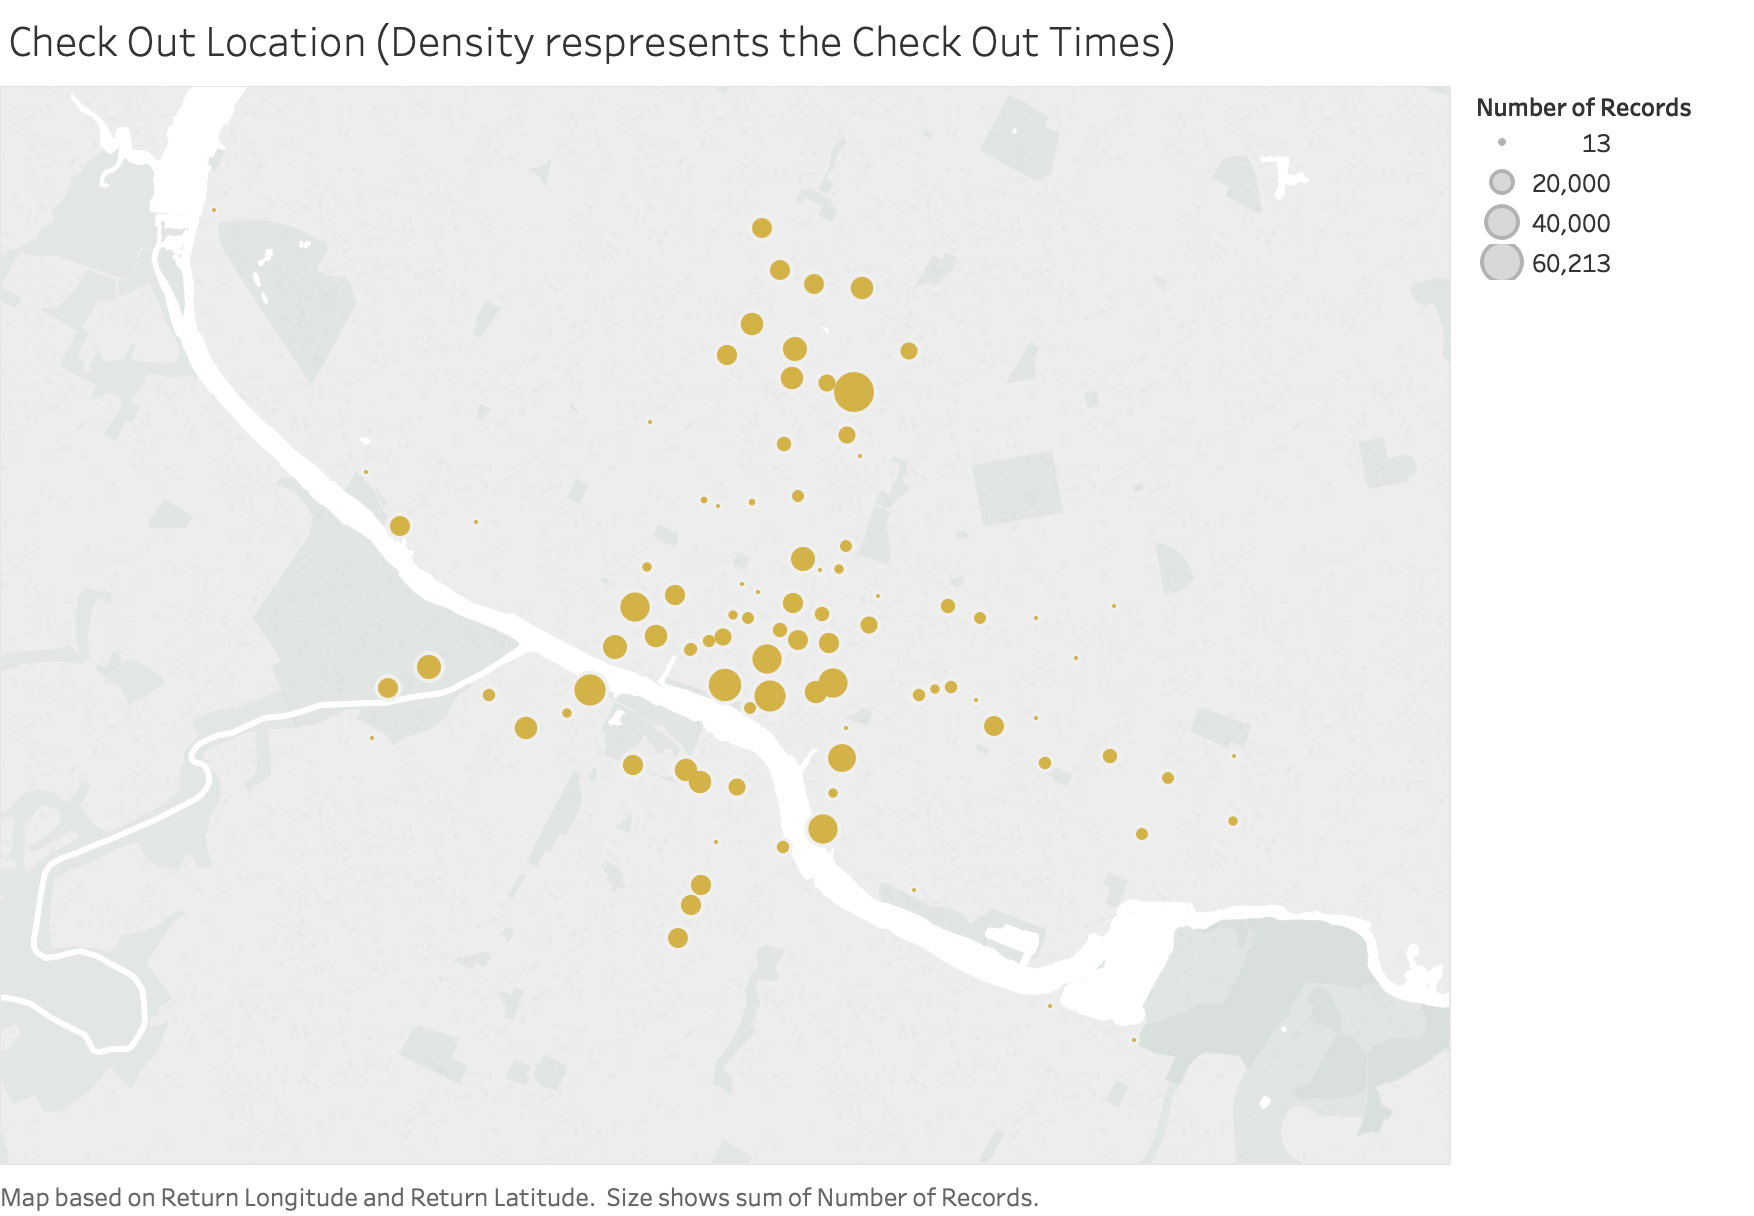 Check Out Location (Density respresents the Check Out Times)
Number of Records
13
20,000
40,000
60,213
Map based on Return Longitude and Return Latitude. Size shows sum of Number of Records.